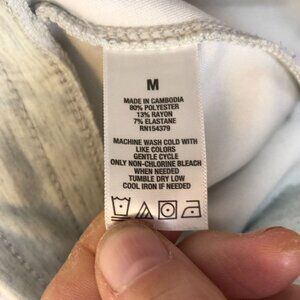 M
MADE IN CAMBODIA
80% POLYESTER
13% RAYON
7% ELASTANE
RN154379
MACHINE WASH COLD WITH
LIKE COLORS
GENTLE CYCLE
ONLY NON-CHLORINE BLEACH
WHEN NEEDED
TUMBLE DRY LOW
COOL IRON IF NEEDED